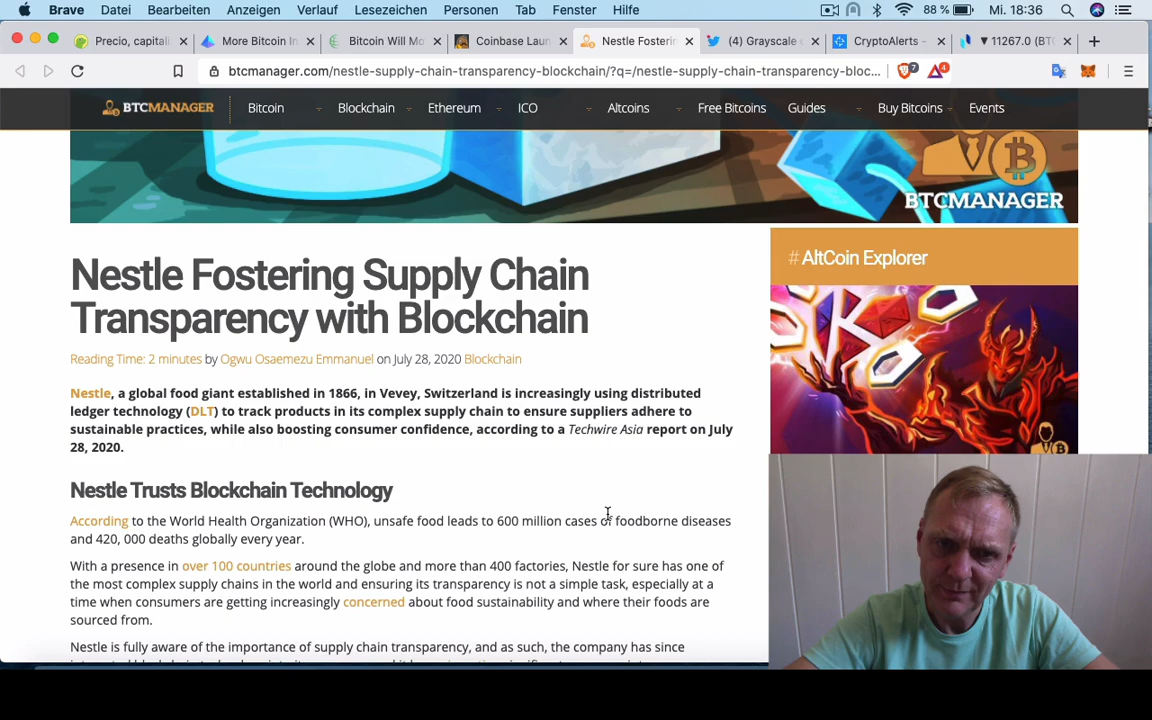 Brave Datei Bearbeiten Anzeigen Verlauf Lesezeichen Personen Tab Fenster Hilfe 88 % Mi. 18:36
Precio, capitali
More Bitcoin In
Bitcoin Will Mo
Coinbase Laun
Nestle Fosterin
(4) Grayscale
CryptoAlerts -
▼ 11267.0 (BT
btcmanager.com/nestle-supply-chain-transparency-blockchain/?q=/nestle-supply-chain-transparency-bloc...
7
4
BTCMANAGER Bitcoin Blockchain Ethereum ICO Altcoins Free Bitcoins Guides Buy Bitcoins Events
BTCMANAGER
Nestle Fostering Supply Chain
Transparency with Blockchain
Reading Time: 2 minutes by Ogwu Osaemezu Emmanuel on July 28, 2020 Blockchain
Nestle, a global food giant established in 1866, in Vevey, Switzerland is increasingly using distributed
ledger technology (DLT) to track products in its complex supply chain to ensure suppliers adhere to
sustainable practices, while also boosting consumer confidence, according to a Techwire Asia report on July
28, 2020.
Nestle Trusts Blockchain Technology
According to the World Health Organization (WHO), unsafe food leads to 600 million cases of foodborne diseases
and 420, 000 deaths globally every year.
With a presence in over 100 countries around the globe and more than 400 factories, Nestle for sure has one of
the most complex supply chains in the world and ensuring its transparency is not a simple task, especially at a
time when consumers are getting increasingly concerned about food sustainability and where their foods are
sourced from.
Nestle is fully aware of the importance of supply chain transparency, and as such, the company has since
# AltCoin Explorer